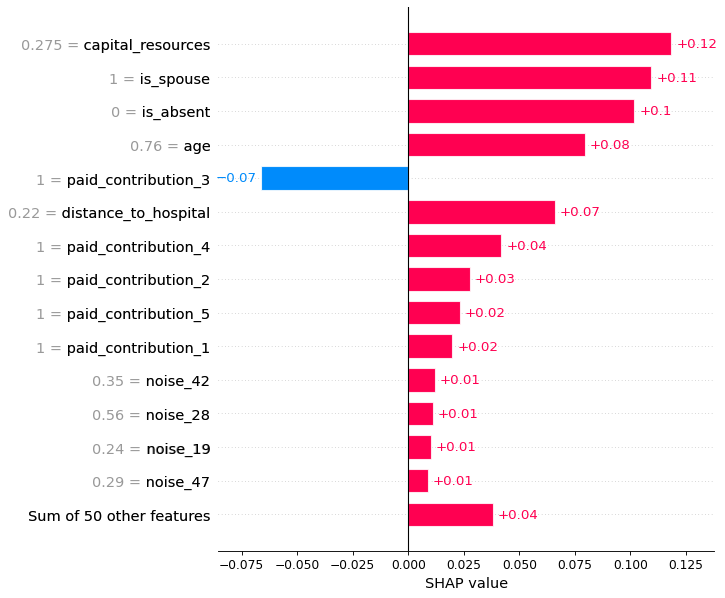 0.275 = capital_resources +0.12
1 = is_spouse +0.11
0 = is_absent +0.1
0.76 = age +0.08
1 = paid_contribution_3 −0.07
0.22 = distance_to_hospital +0.07
1 = paid_contribution_4 +0.04
1 = paid_contribution_2 +0.03
1 = paid_contribution_5 +0.02
1 = paid_contribution_1 +0.02
0.35 = noise_42 +0.01
0.56 = noise_28 +0.01
0.24 = noise_19 +0.01
0.29 = noise_47 +0.01
Sum of 50 other features +0.04
−0.075 −0.050 −0.025 0.000 0.025 0.050 0.075 0.100 0.125
SHAP value